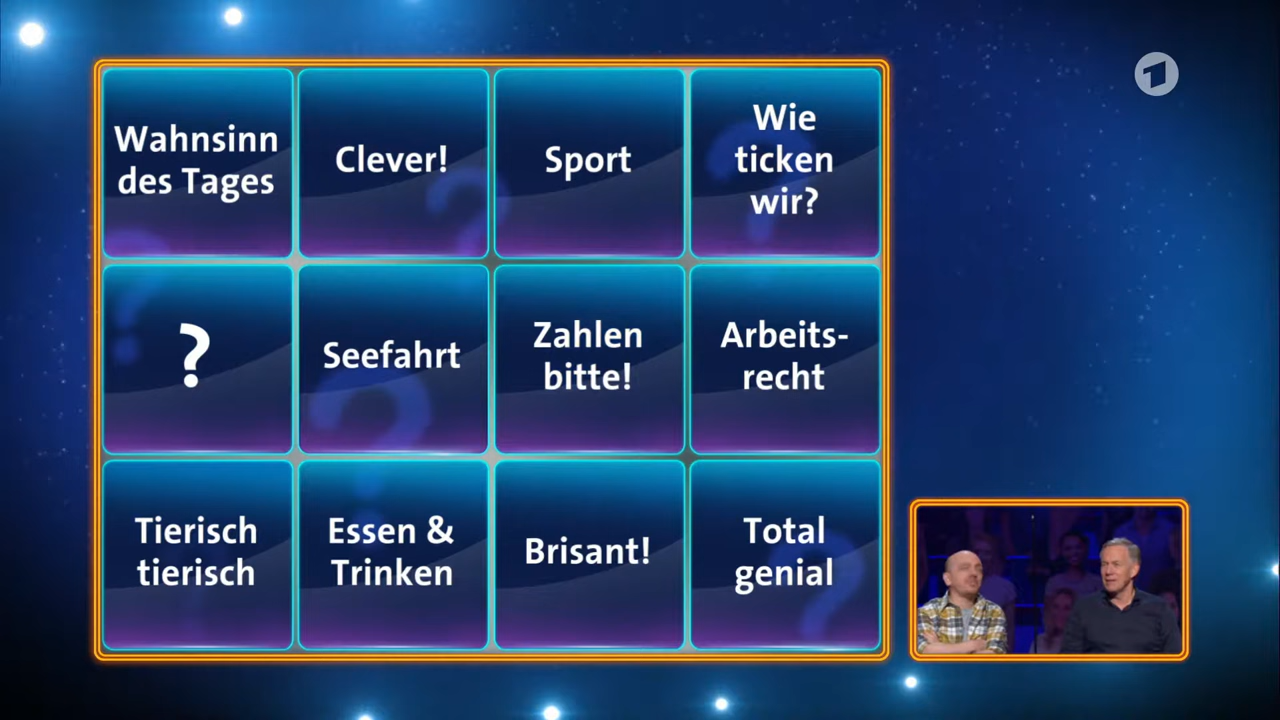 Wahnsinn
des Tages
Clever!
Sport
Wie
ticken
wir?
?
Seefahrt
Zahlen
bitte!
Arbeits-
recht
Tierisch
tierisch
Essen &
Trinken
Brisant!
Total
genial
1